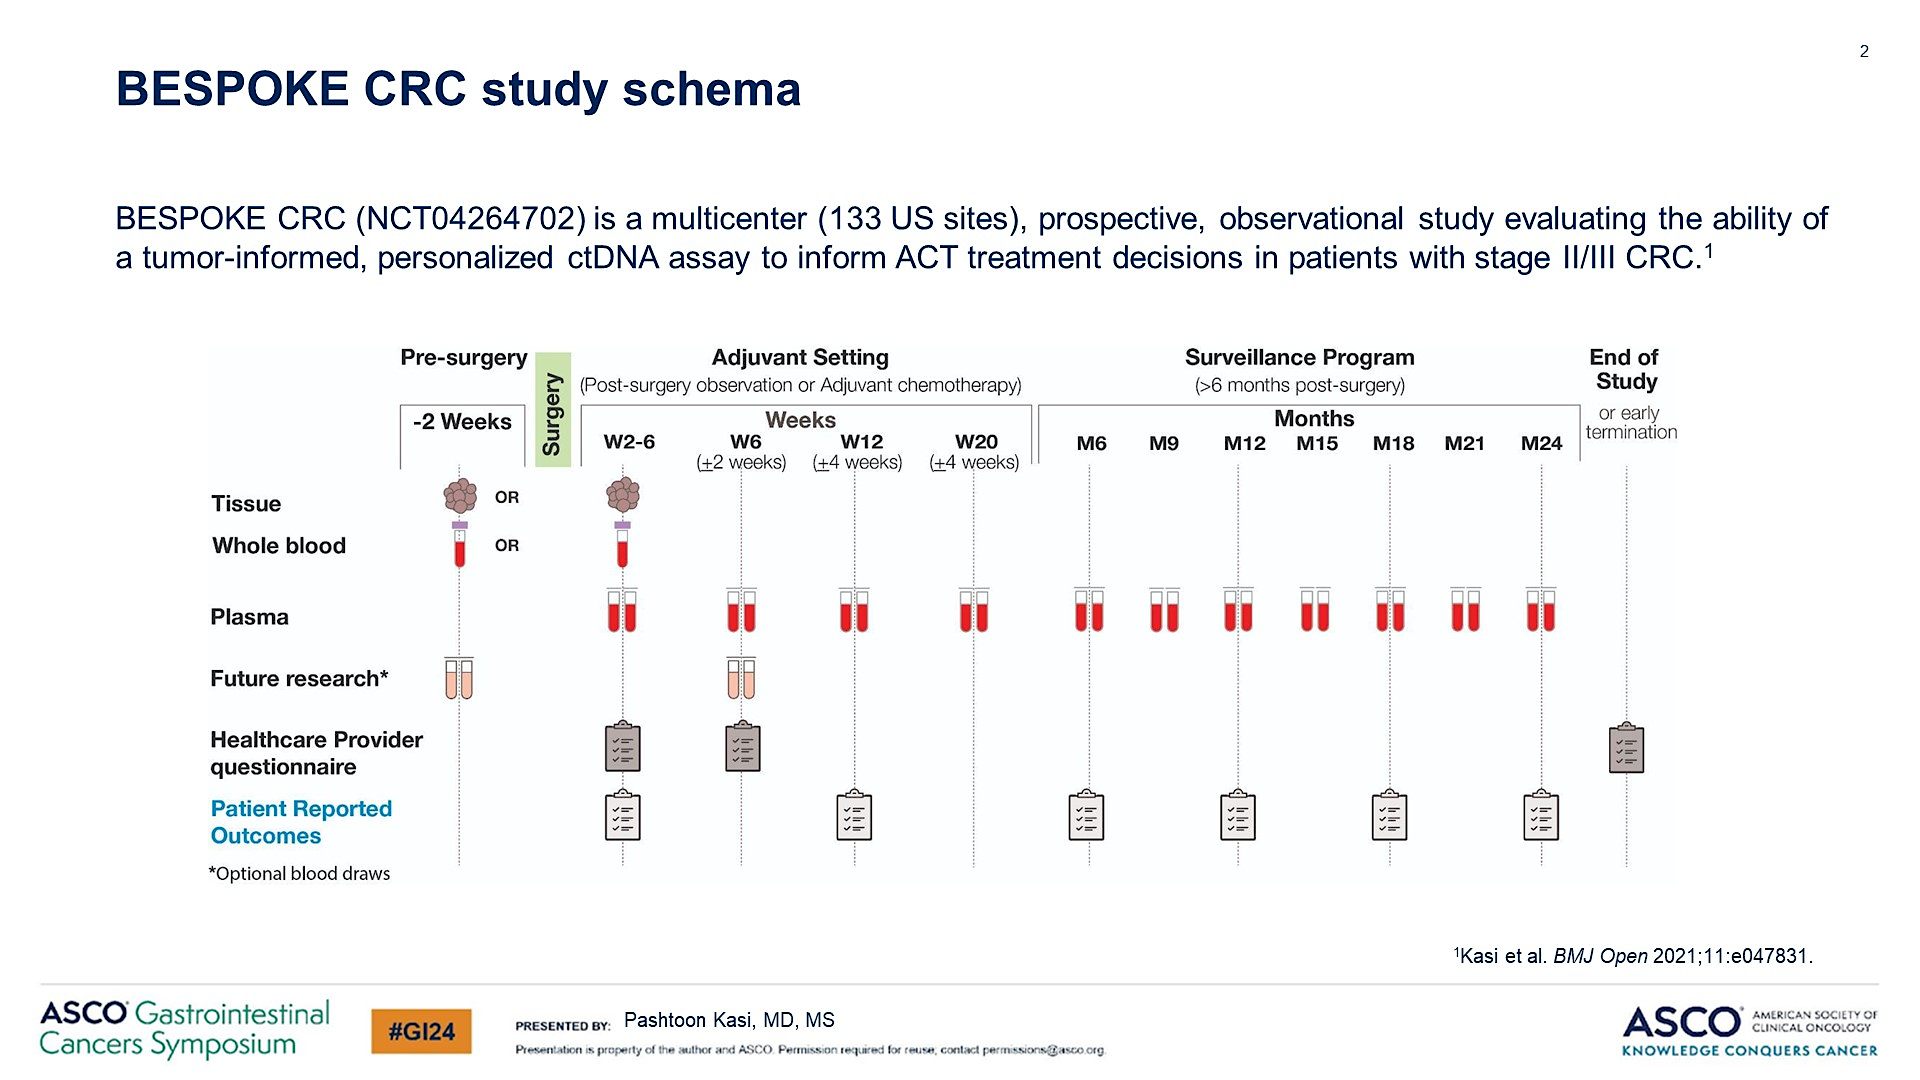 2
BESPOKE CRC study schema
BESPOKE CRC (NCT04264702) is a multicenter (133 US sites), prospective, observational study evaluating the ability of
a tumor-informed, personalized ctDNA assay to inform ACT treatment decisions in patients with stage II/III CRC.1
Pre-surgery
Surgery
Adjuvant Setting
(Post-surgery observation or Adjuvant chemotherapy)
Surveillance Program
(>6 months post-surgery)
End of
Study
or early
termination
-2 Weeks
Weeks
W2-6 W6 W12 W20
(±2 weeks) (±4 weeks) (±4 weeks)
Months
M6 M9 M12 M15 M18 M21 M24
Tissue OR
Whole blood OR
Plasma
Future research*
Healthcare Provider
questionnaire
Patient Reported
Outcomes
*Optional blood draws
1Kasi et al. BMJ Open 2021;11:e047831.
ASCO Gastrointestinal
Cancers Symposium
#GI24
PRESENTED BY: Pashtoon Kasi, MD, MS
Presentation is property of the author and ASCO. Permission required for reuse; contact permissions@asco.org.
ASCO AMERICAN SOCIETY OF
CLINICAL ONCOLOGY
KNOWLEDGE CONQUERS CANCER